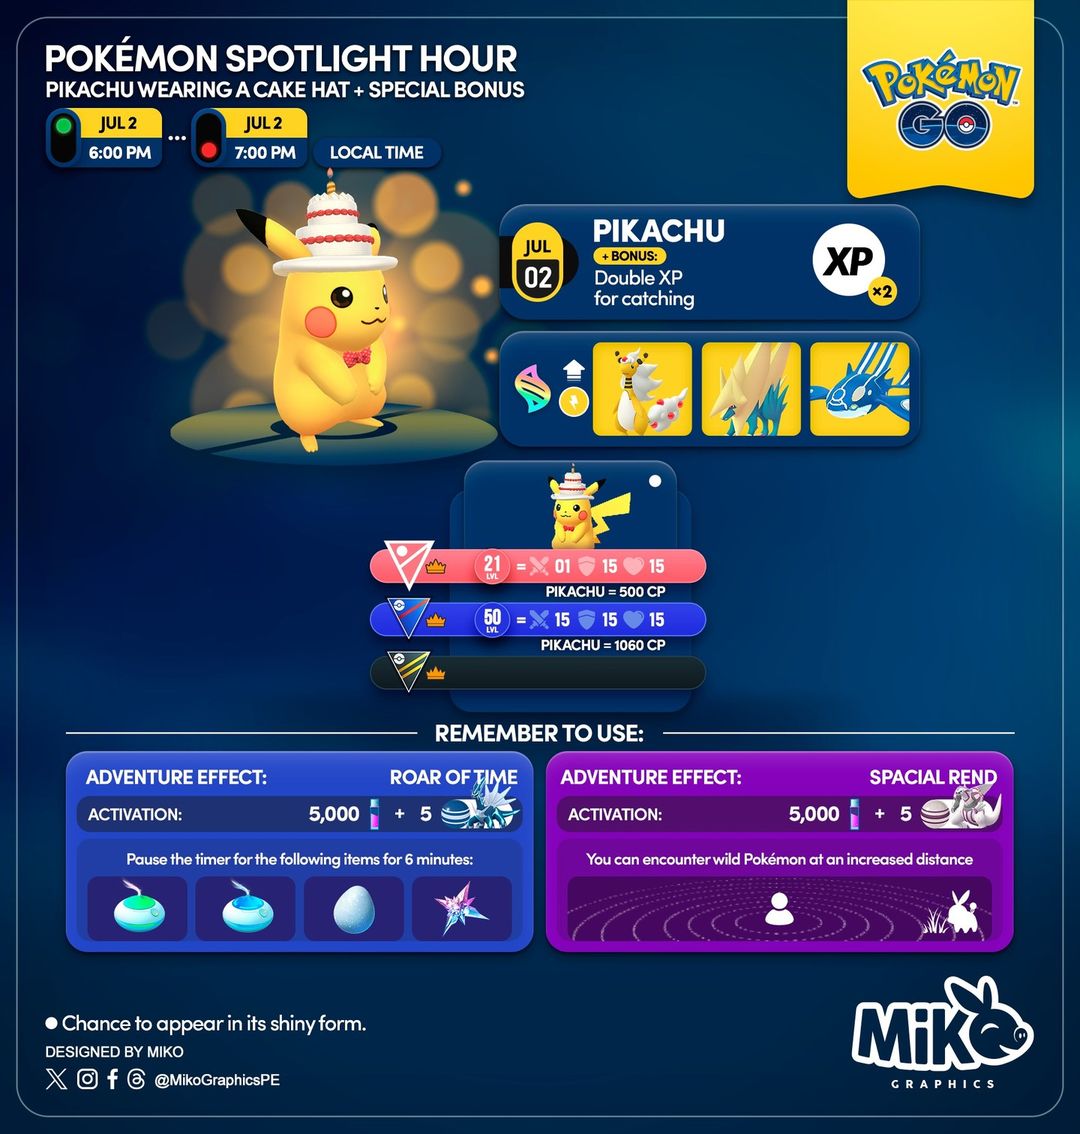 POKÉMON SPOTLIGHT HOUR
PIKACHU WEARING A CAKE HAT + SPECIAL BONUS
JUL 2
6:00 PM
...
JUL 2
7:00 PM
LOCAL TIME
POKÉMON
GO
JUL
02
PIKACHU
+ BONUS:
Double XP
for catching
XP
×2
21
LVL
= 01 15 15
PIKACHU = 500 CP
50
LVL
= 15 15 15
PIKACHU = 1060 CP
REMEMBER TO USE:
ADVENTURE EFFECT: ROAR OF TIME
ACTIVATION: 5,000 + 5
Pause the timer for the following items for 6 minutes:
ADVENTURE EFFECT: SPACIAL REND
ACTIVATION: 5,000 + 5
You can encounter wild Pokémon at an increased distance
Chance to appear in its shiny form.
DESIGNED BY MIKO
@MikoGraphicsPE
MiKO
GRAPHICS